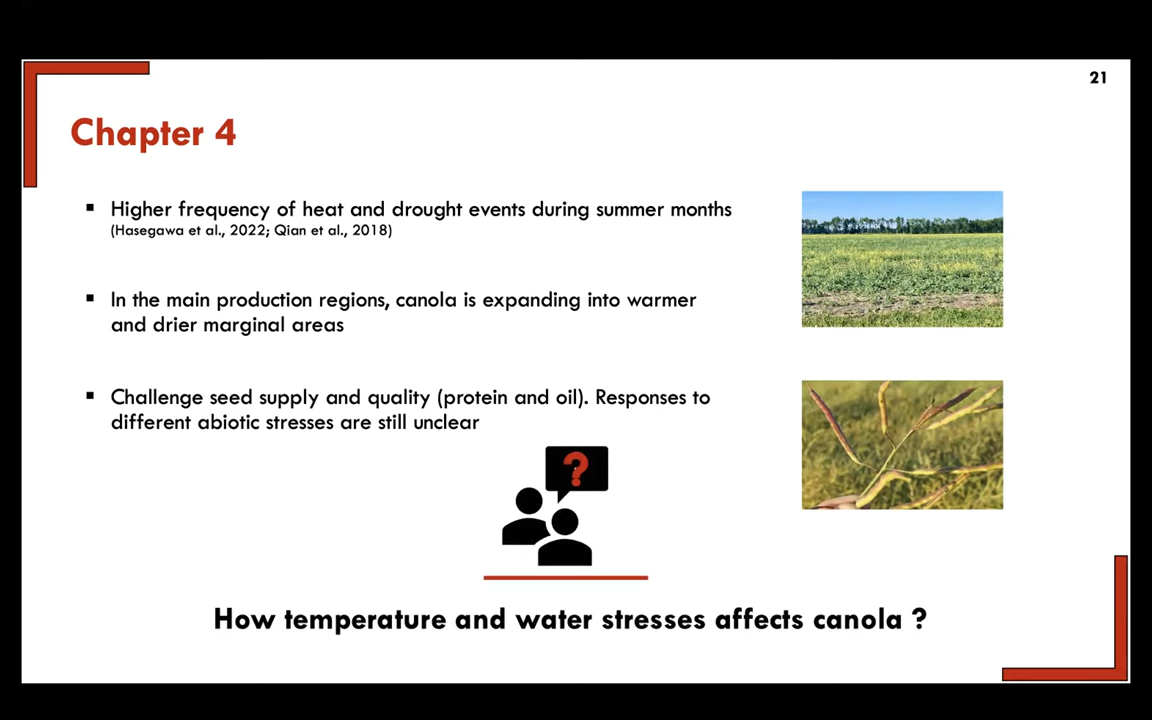 21
Chapter 4
▪ Higher frequency of heat and drought events during summer months
(Hasegawa et al., 2022; Qian et al., 2018)
▪ In the main production regions, canola is expanding into warmer
and drier marginal areas
▪ Challenge seed supply and quality (protein and oil). Responses to
different abiotic stresses are still unclear
?
How temperature and water stresses affects canola ?